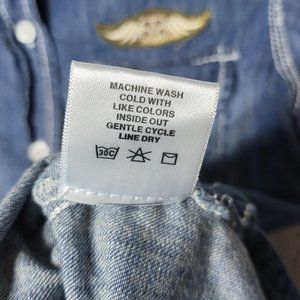 MACHINE WASH
COLD WITH
LIKE COLORS
INSIDE OUT
GENTLE CYCLE
LINE DRY
30C